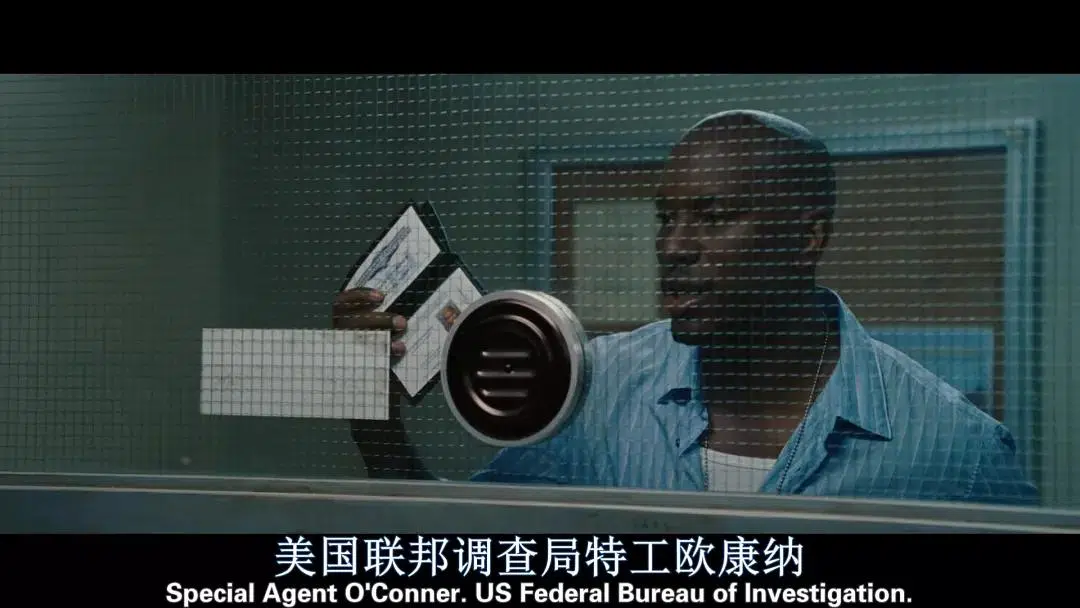 美国联邦调查局特工欧康纳
Special Agent O'Conner. US Federal Bureau of Investigation.